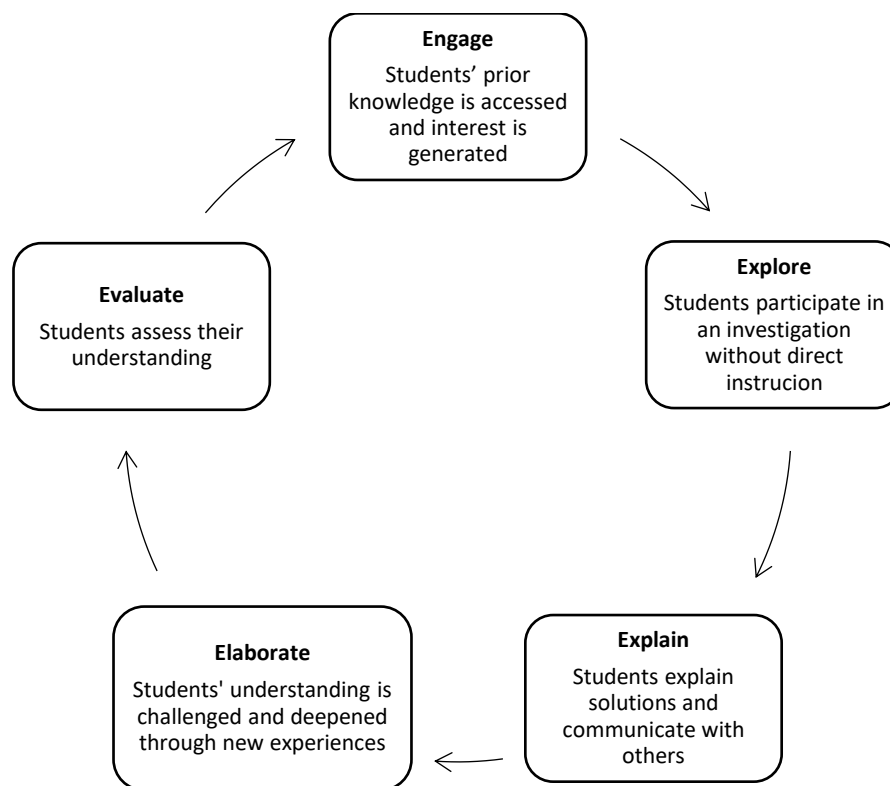 Engage
Students’ prior
knowledge is accessed
and interest is
generated
Explore
Students participate in
an investigation
without direct
instrucion
Explain
Students explain
solutions and
communicate with
others
Elaborate
Students' understanding is
challenged and deepened
through new experiences
Evaluate
Students assess their
understanding